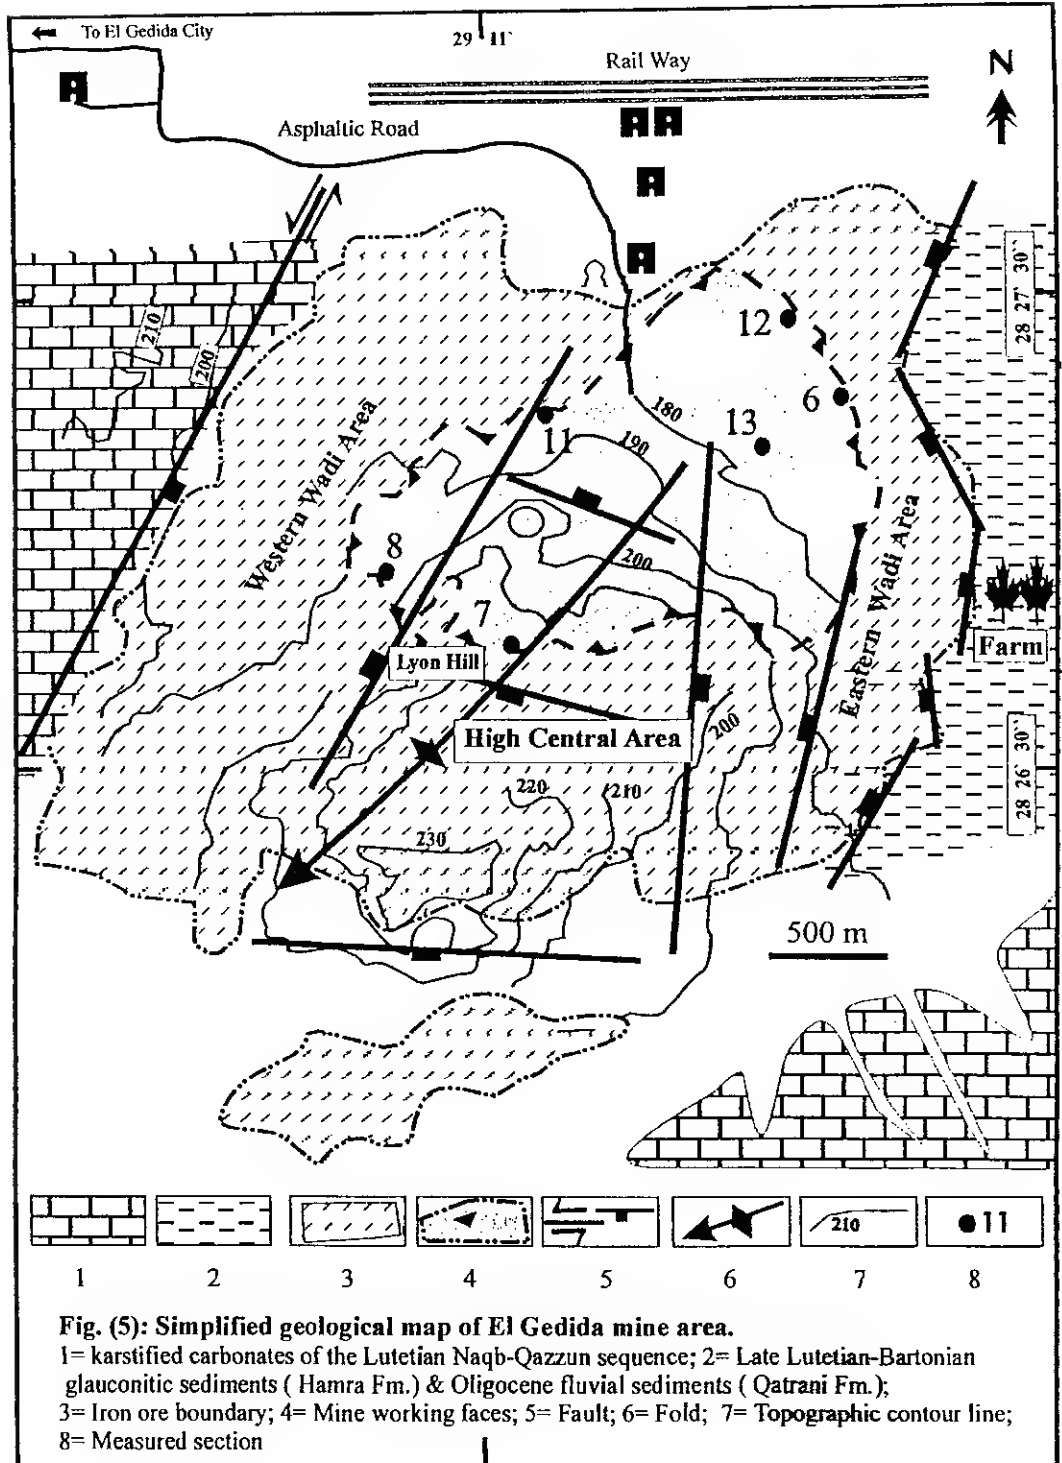 To El Gedida City
29 11`
Rail Way
N
Asphaltic Road
28 27` 30``
210
200
12
6
13
11
180
190
Western Wadi Area
8
200
7
Eastern Wadi Area
Farm
Lyon Hill
High Central Area
200
28 26` 30``
220
210
230
500 m
210
11
1 2 3 4 5 6 7 8
Fig. (5): Simplified geological map of El Gedida mine area.
1= karstified carbonates of the Lutetian Naqb-Qazzun sequence; 2= Late Lutetian-Bartonian
glauconitic sediments ( Hamra Fm.) & Oligocene fluvial sediments ( Qatrani Fm.);
3= Iron ore boundary; 4= Mine working faces; 5= Fault; 6= Fold; 7= Topographic contour line;
8= Measured section